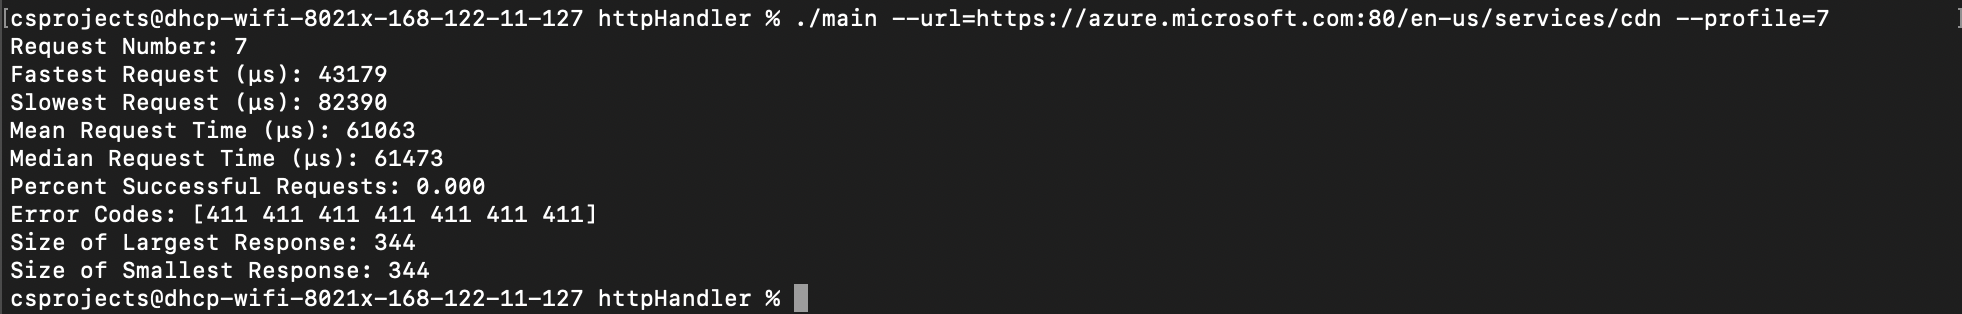 [csprojects@dhcp-wifi-8021x-168-122-11-127 httpHandler % ./main --url=https://azure.microsoft.com:80/en-us/services/cdn --profile=7 ]
Request Number: 7
Fastest Request (μs): 43179
Slowest Request (μs): 82390
Mean Request Time (μs): 61063
Median Request Time (μs): 61473
Percent Successful Requests: 0.000
Error Codes: [411 411 411 411 411 411 411]
Size of Largest Response: 344
Size of Smallest Response: 344
csprojects@dhcp-wifi-8021x-168-122-11-127 httpHandler %